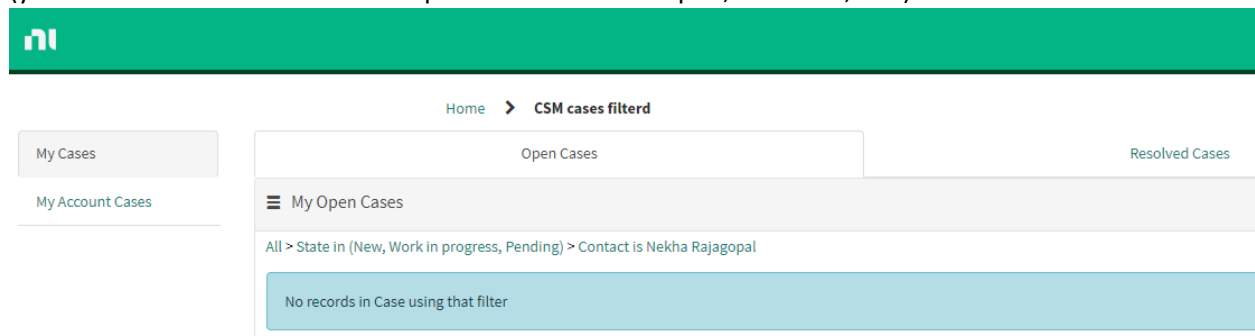 ni
Home > CSM cases filterd
My Cases
Open Cases
Resolved Cases
My Account Cases
My Open Cases
All > State in (New, Work in progress, Pending) > Contact is Nekha Rajagopal
No records in Case using that filter